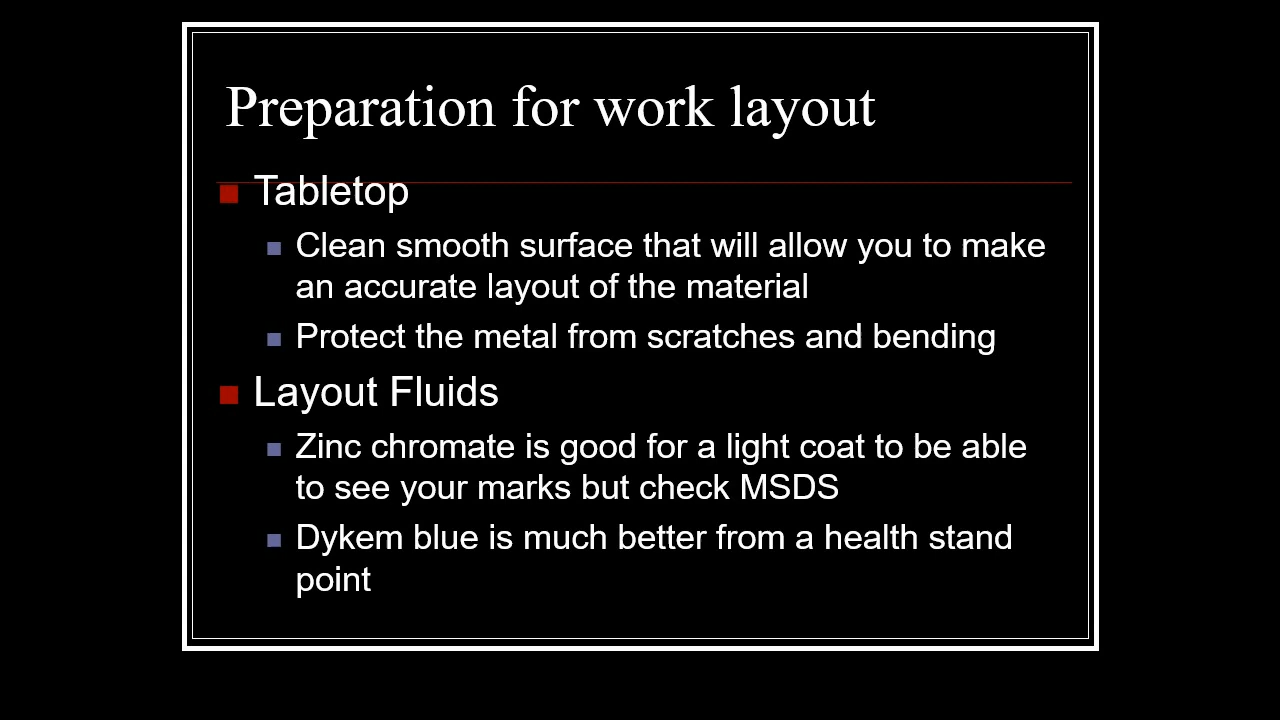 Preparation for work layout
Tabletop
Clean smooth surface that will allow you to make
an accurate layout of the material
Protect the metal from scratches and bending
Layout Fluids
Zinc chromate is good for a light coat to be able
to see your marks but check MSDS
Dykem blue is much better from a health stand
point